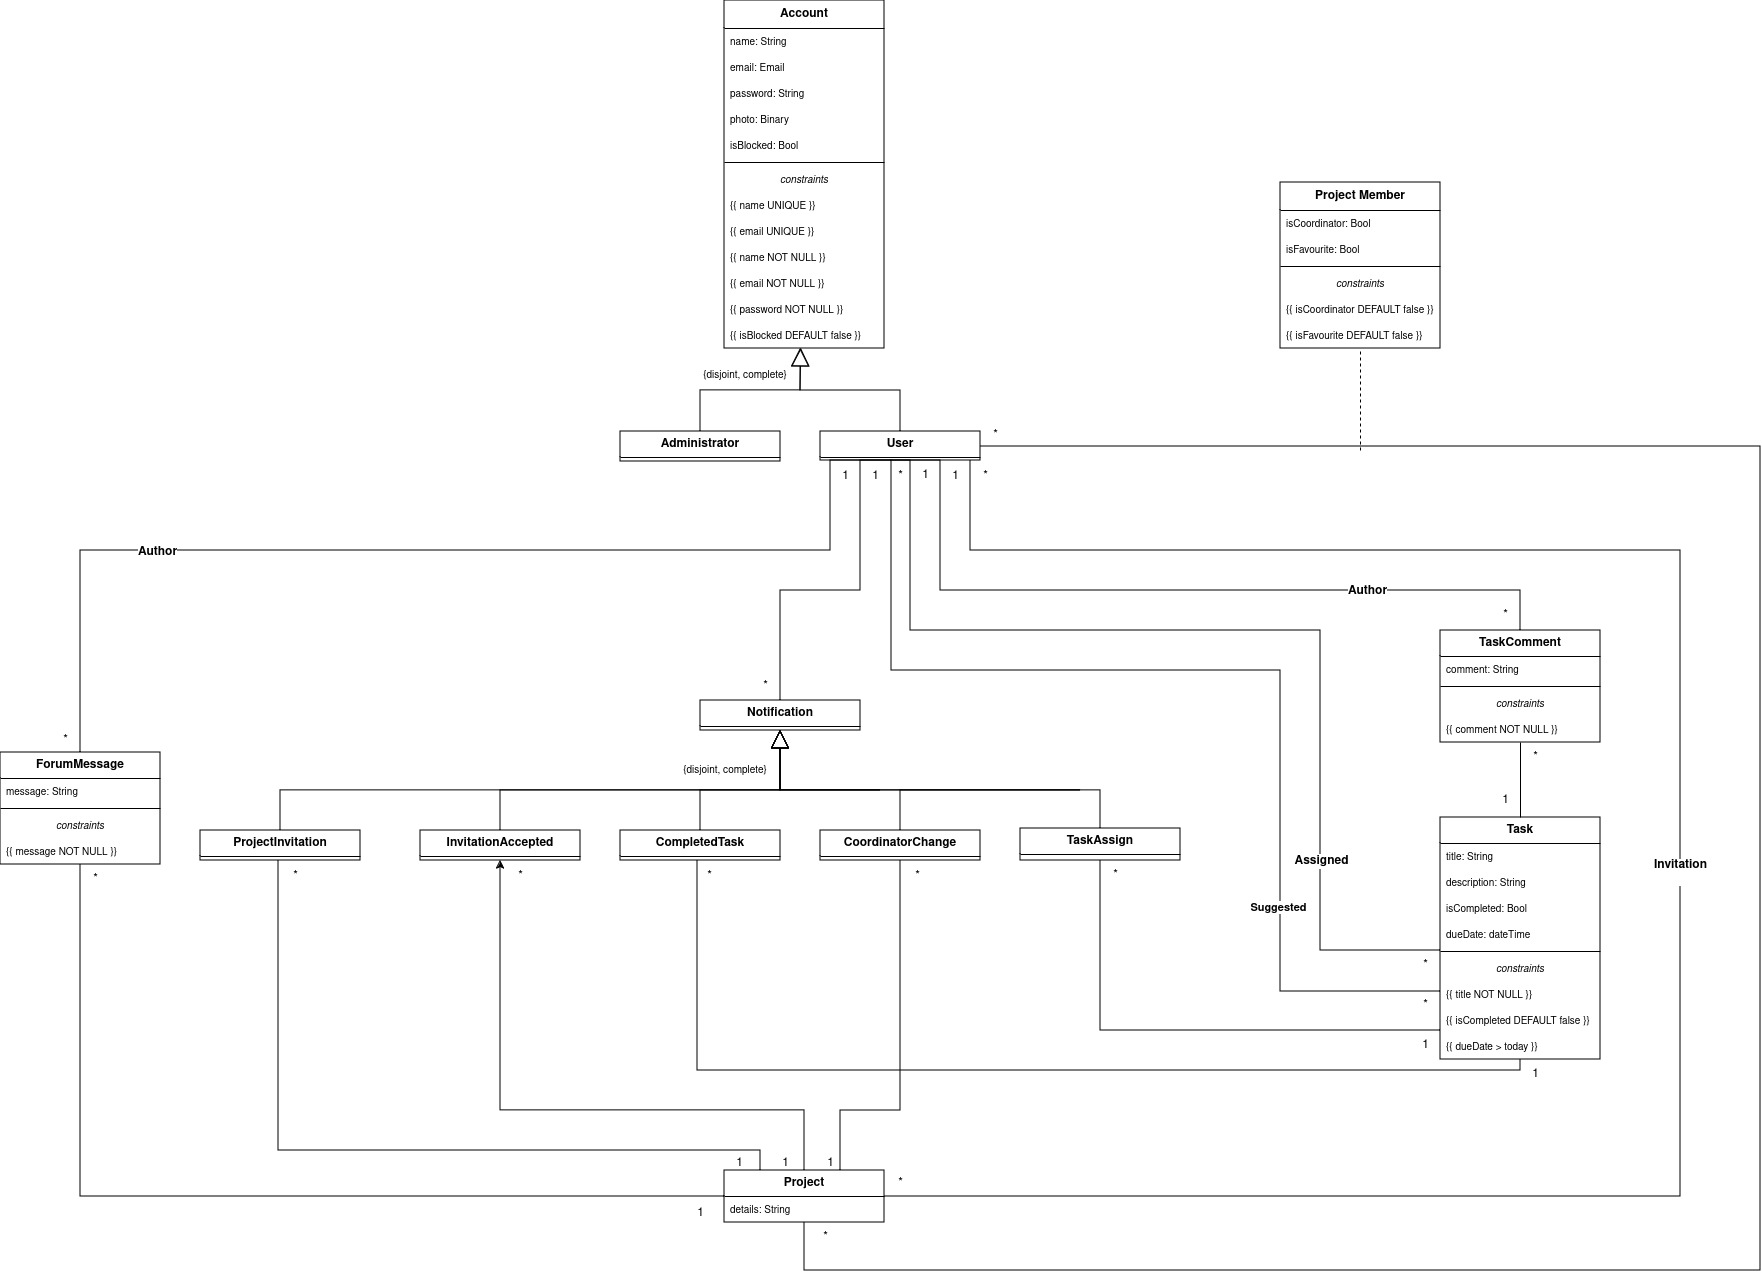 Account
name: String
email: Email
password: String
photo: Binary
isBlocked: Bool
constraints
{{ name UNIQUE }}
{{ email UNIQUE }}
{{ name NOT NULL }}
{{ email NOT NULL }}
{{ password NOT NULL }}
{{ isBlocked DEFAULT false }}
Project Member
isCoordinator: Bool
isFavourite: Bool
constraints
{{ isCoordinator DEFAULT false }}
{{ isFavourite DEFAULT false }}
{disjoint, complete}
Administrator
User
*
1
1
*
1
1
*
Author
Author
*
TaskComment
comment: String
constraints
{{ comment NOT NULL }}
*
1
*
Notification
{disjoint, complete}
*
ForumMessage
message: String
constraints
{{ message NOT NULL }}
*
ProjectInvitation
*
InvitationAccepted
*
CompletedTask
*
CoordinatorChange
*
TaskAssign
*
Assigned
Suggested
Invitation
Task
title: String
description: String
isCompleted: Bool
dueDate: dateTime
constraints
{{ title NOT NULL }}
{{ isCompleted DEFAULT false }}
{{ dueDate > today }}
*
*
1
1
1
1
1
Project
details: String
*
1
*